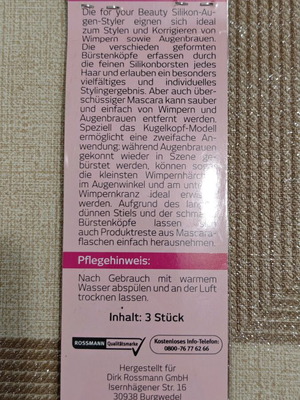 Die for your Beauty Silikon-Au-
gen-Styler eignen sich ideal
zum Stylen und Korrigieren von
Wimpern sowie Augenbrauen.
Die verschieden geformten
Bürstenköpfe erfassen durch
die feinen Silikonborsten jedes
Haar und erlauben ein besonders
vielfältiges und individuelles
Stylingergebnis. Aber auch über-
schüssiger Mascara kann sauber
und einfach von Wimpern und
Augenbrauen entfernt werden.
Speziell das Kugelkopf-Modell
ermöglicht eine zweifache An-
wendung: während Augenbrauen
gekonnt wieder in Szene ge-
bürstet werden, können so
die kleinsten Wimpernhär
im Augenwinkel und am unt
Wimpernkranz ideal er
werden. Aufgrund des lang
dünnen Stiels und der schma
Bürstenköpfe lassen
auch Produktreste aus Mascara-
flaschen einfach herausnehmen.
Pflegehinweis:
Nach Gebrauch mit warmem
Wasser abspülen und an der Luft
trocknen lassen.
Inhalt: 3 Stück
ROSSMANN Qualitätsmarke
Kostenloses Info-Telefon:
0800-76 77 62 66
Hergestellt für
Dirk Rossmann GmbH
Isernhägener Str. 16
30938 Burgwedel